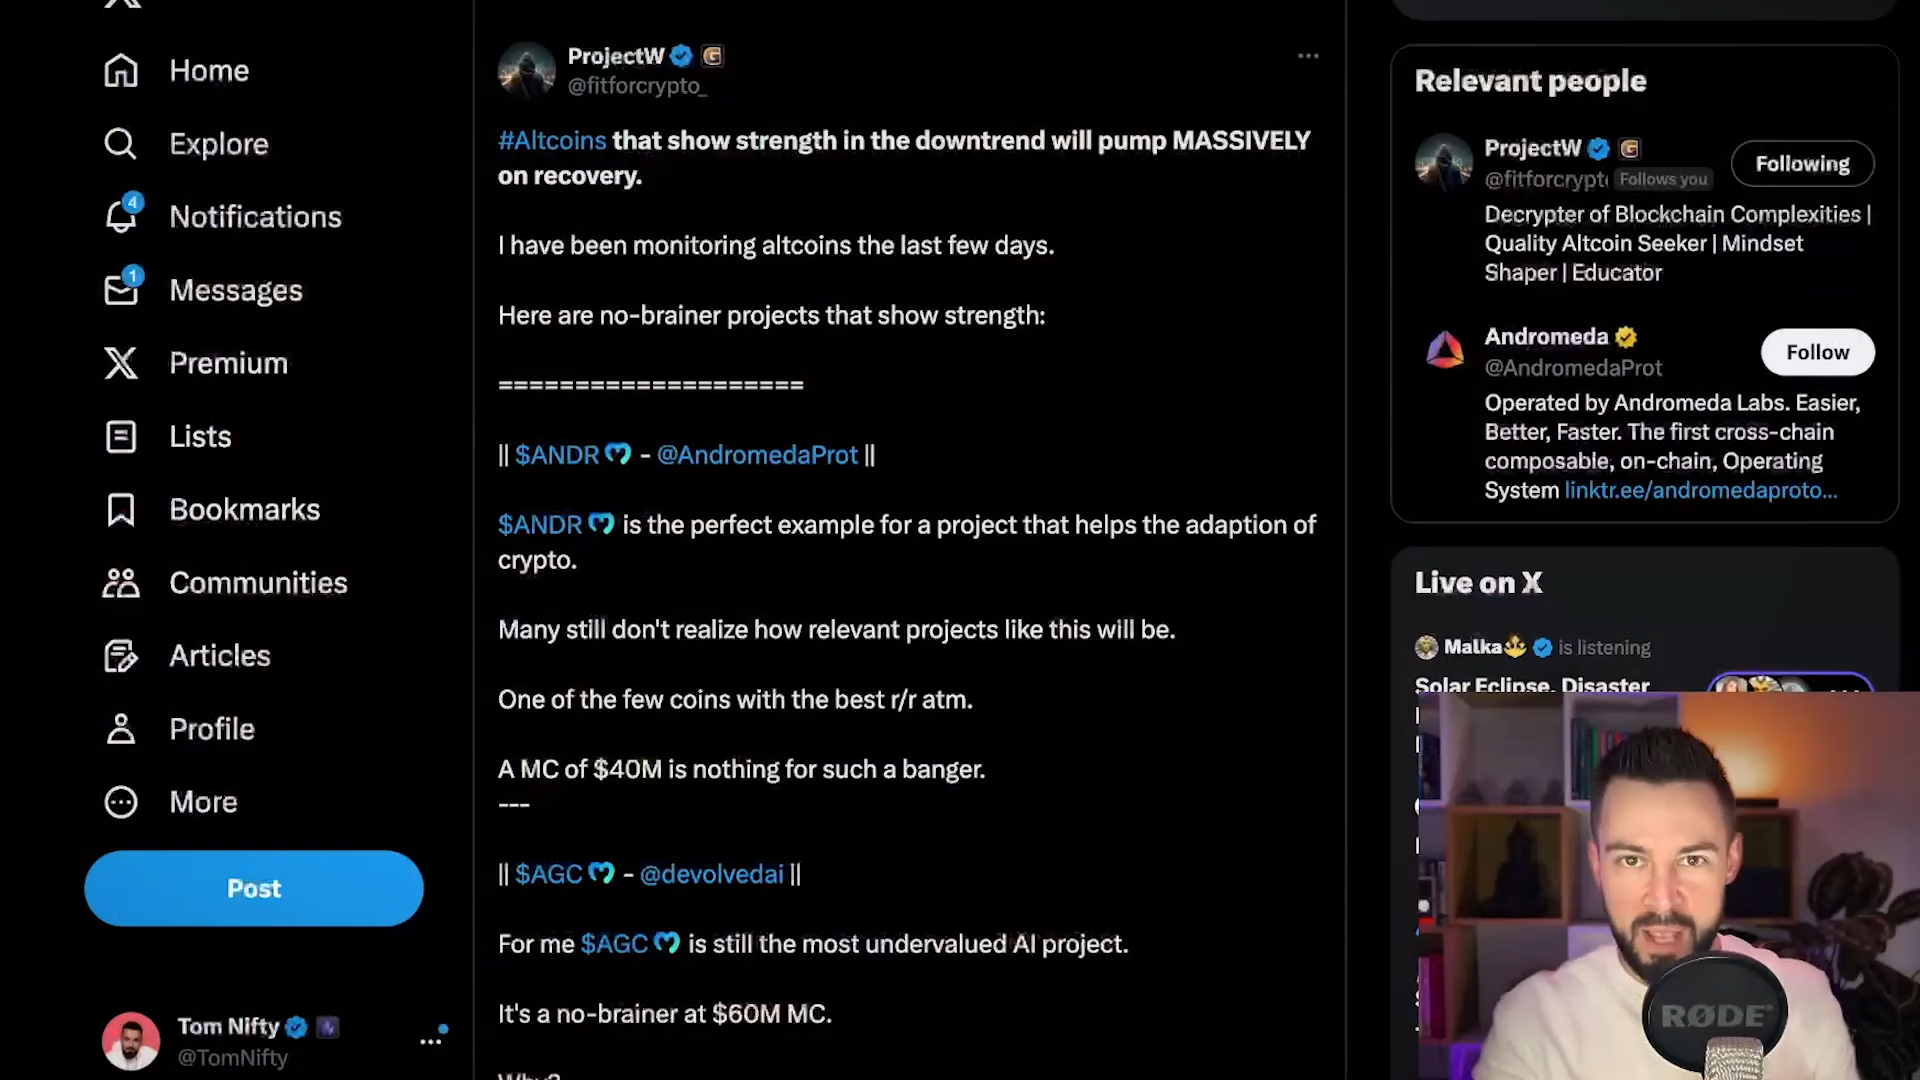 Home
Explore
4
Notifications
1
Messages
Premium
Lists
Bookmarks
Communities
Articles
Profile
More
Post
Tom Nifty
@TomNifty
ProjectW
@fitforcrypto_
#Altcoins that show strength in the downtrend will pump MASSIVELY
on recovery.
I have been monitoring altcoins the last few days.
Here are no-brainer projects that show strength:
====================
|| $ANDR - @AndromedaProt ||
$ANDR is the perfect example for a project that helps the adaption of
crypto.
Many still don't realize how relevant projects like this will be.
One of the few coins with the best r/r atm.
A MC of $40M is nothing for such a banger.
---
|| $AGC - @devolvedai ||
For me $AGC is still the most undervalued AI project.
It's a no-brainer at $60M MC.
Why?
Relevant people
ProjectW
Following
@fitforcrypt Follows you
Decrypter of Blockchain Complexities |
Quality Altcoin Seeker | Mindset
Shaper | Educator
Andromeda
Follow
@AndromedaProt
Operated by Andromeda Labs. Easier,
Better, Faster. The first cross-chain
composable, on-chain, Operating
System linktr.ee/andromedaproto...
Live on X
Malka is listening
Solar Eclipse, Disaster
RØDE